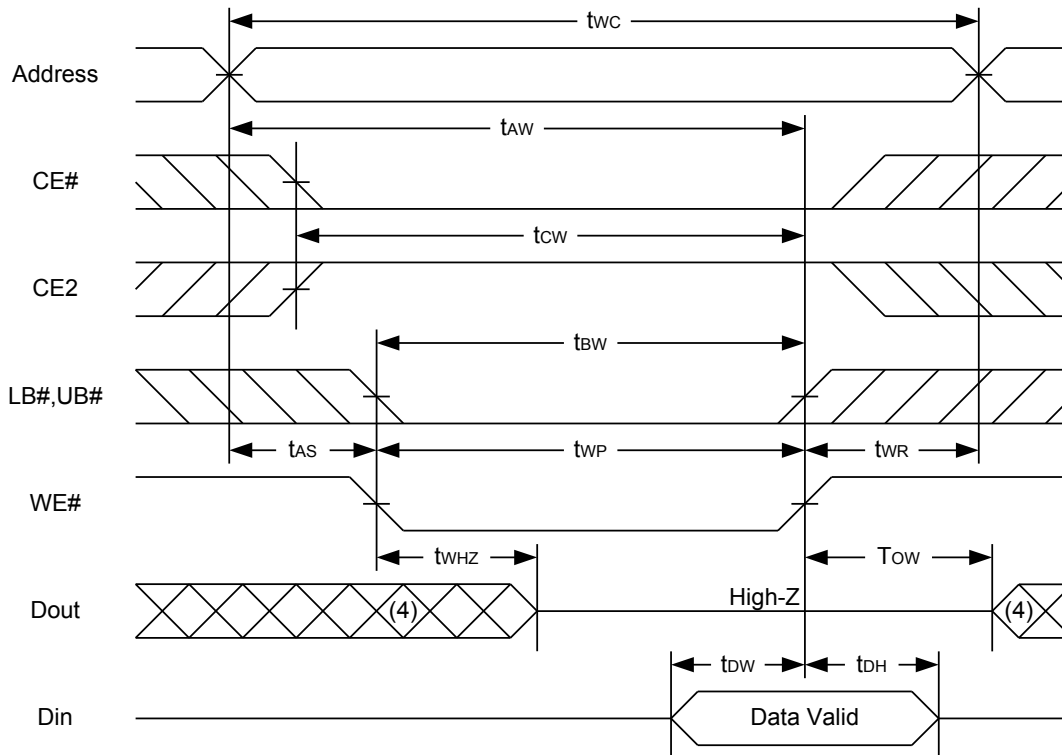 tWC
Address
tAW
CE#
tCW
CE2
tBW
LB#,UB#
tAS
tWP
tWR
WE#
tWHZ
TOW
Dout
(4)
High-Z
(4)
tDW
tDH
Din
Data Valid